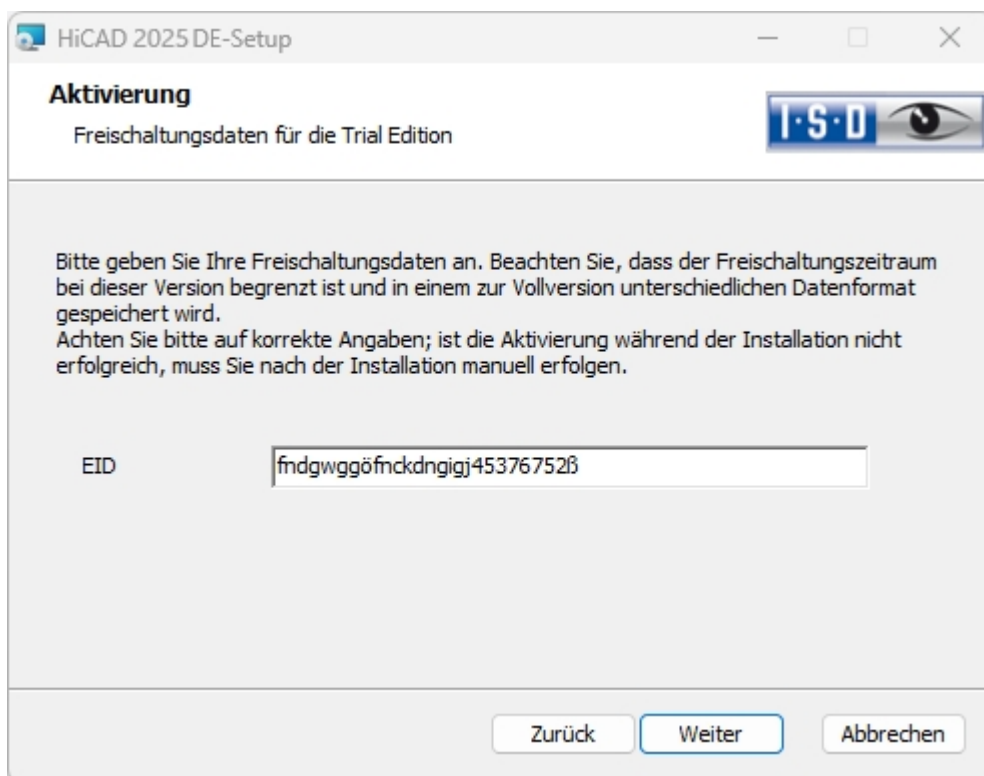 HiCAD 2025 DE-Setup
Aktivierung
Freischaltungsdaten für die Trial Edition
I·S·D
Bitte geben Sie Ihre Freischaltungsdaten an. Beachten Sie, dass der Freischaltungszeitraum
bei dieser Version begrenzt ist und in einem zur Vollversion unterschiedlichen Datenformat
gespeichert wird.
Achten Sie bitte auf korrekte Angaben; ist die Aktivierung während der Installation nicht
erfolgreich, muss Sie nach der Installation manuell erfolgen.
EID fndgwggöfnckdngigj45376752ß
Zurück Weiter Abbrechen